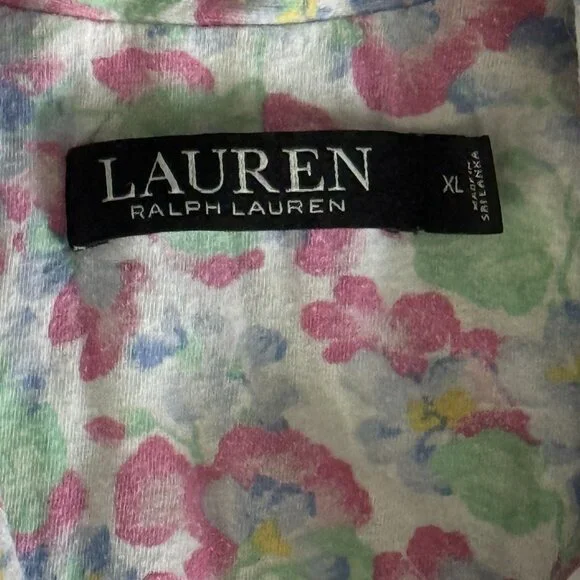 LAUREN
RALPH LAUREN
XL
MADE IN
SRI LANKA